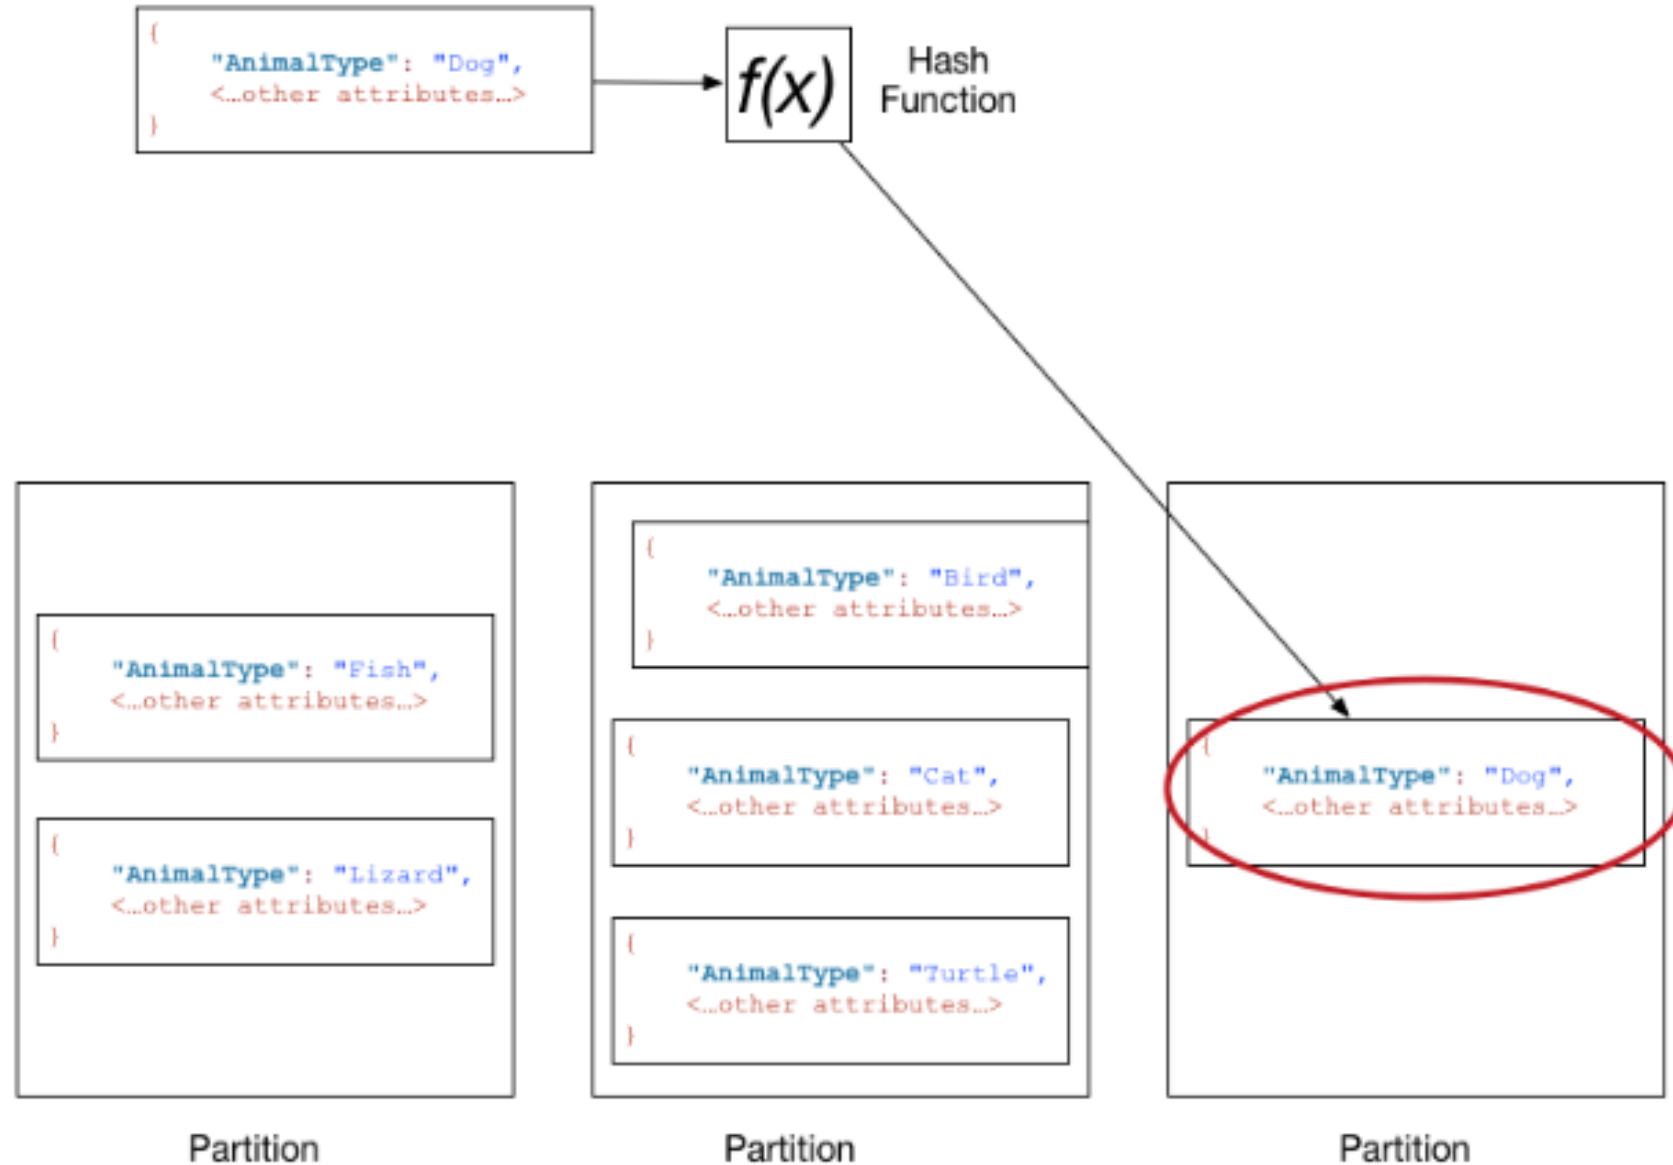 {
"AnimalType": "Dog",
<…other attributes…>
}
f(x)
Hash
Function
{
"AnimalType": "Fish",
<…other attributes…>
}
{
"AnimalType": "Lizard",
<…other attributes…>
}
Partition
{
"AnimalType": "Bird",
<…other attributes…>
}
{
"AnimalType": "Cat",
<…other attributes…>
}
{
"AnimalType": "Turtle",
<…other attributes…>
}
Partition
{
"AnimalType": "Dog",
<…other attributes…>
}
Partition